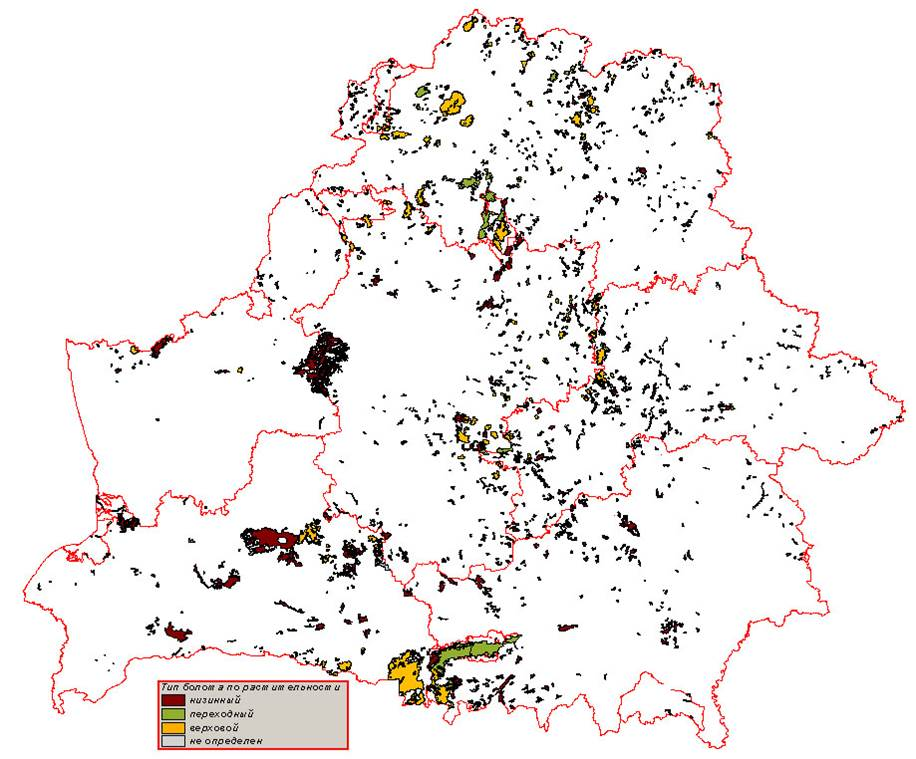 Тип болота по растительности
низинный
переходный
верховой
не определен